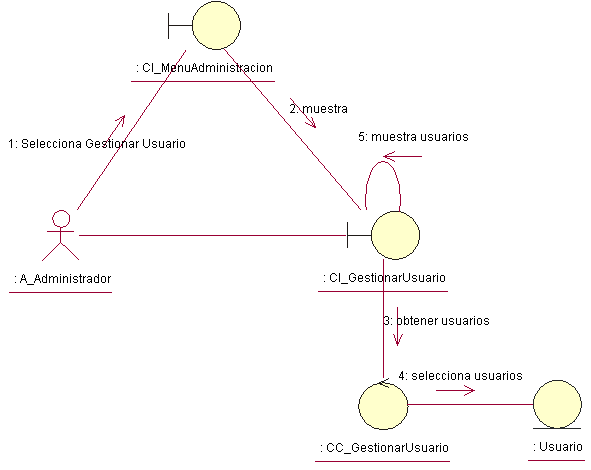 : CI_MenuAdministracion
2: muestra
5: muestra usuarios
1: Selecciona Gestionar Usuario
: A_Administrador
: CI_GestionarUsuario
3: obtener usuarios
4: selecciona usuarios
: CC_GestionarUsuario
: Usuario